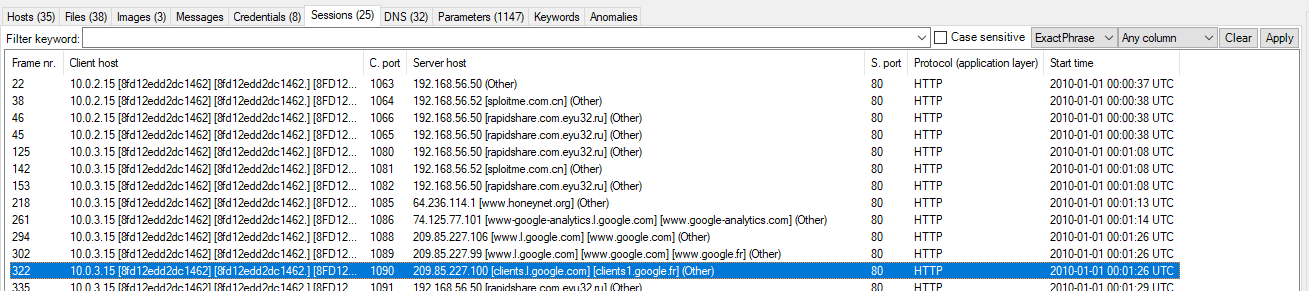 Hosts (35) Files (38) Images (3) Messages Credentials (8) Sessions (25) DNS (32) Parameters (1147) Keywords Anomalies
Filter keyword: Case sensitive ExactPhrase Any column Clear Apply
Frame nr. Client host C. port Server host S. port Protocol (application layer) Start time
22 10.0.2.15 [8fd12edd2dc1462] [8fd12edd2dc1462.] [8FD12... 1063 192.168.56.50 (Other) 80 HTTP 2010-01-01 00:00:37 UTC
38 10.0.2.15 [8fd12edd2dc1462] [8fd12edd2dc1462.] [8FD12... 1064 192.168.56.52 [sploitme.com.cn] (Other) 80 HTTP 2010-01-01 00:00:38 UTC
46 10.0.2.15 [8fd12edd2dc1462] [8fd12edd2dc1462.] [8FD12... 1066 192.168.56.50 [rapidshare.com.eyu32.ru] (Other) 80 HTTP 2010-01-01 00:00:38 UTC
45 10.0.2.15 [8fd12edd2dc1462] [8fd12edd2dc1462.] [8FD12... 1065 192.168.56.50 [rapidshare.com.eyu32.ru] (Other) 80 HTTP 2010-01-01 00:00:38 UTC
125 10.0.3.15 [8fd12edd2dc1462] [8fd12edd2dc1462.] [8FD12... 1080 192.168.56.50 [rapidshare.com.eyu32.ru] (Other) 80 HTTP 2010-01-01 00:01:08 UTC
142 10.0.3.15 [8fd12edd2dc1462] [8fd12edd2dc1462.] [8FD12... 1081 192.168.56.52 [sploitme.com.cn] (Other) 80 HTTP 2010-01-01 00:01:08 UTC
153 10.0.3.15 [8fd12edd2dc1462] [8fd12edd2dc1462.] [8FD12... 1082 192.168.56.50 [rapidshare.com.eyu32.ru] (Other) 80 HTTP 2010-01-01 00:01:08 UTC
218 10.0.3.15 [8fd12edd2dc1462] [8fd12edd2dc1462.] [8FD12... 1085 64.236.114.1 [www.honeynet.org] (Other) 80 HTTP 2010-01-01 00:01:13 UTC
261 10.0.3.15 [8fd12edd2dc1462] [8fd12edd2dc1462.] [8FD12... 1086 74.125.77.101 [www-google-analytics.l.google.com] [www.google-analytics.com] (Other) 80 HTTP 2010-01-01 00:01:14 UTC
294 10.0.3.15 [8fd12edd2dc1462] [8fd12edd2dc1462.] [8FD12... 1088 209.85.227.106 [www.l.google.com] [www.google.com] (Other) 80 HTTP 2010-01-01 00:01:26 UTC
302 10.0.3.15 [8fd12edd2dc1462] [8fd12edd2dc1462.] [8FD12... 1089 209.85.227.99 [www.l.google.com] [www.google.fr] (Other) 80 HTTP 2010-01-01 00:01:26 UTC
322 10.0.3.15 [8fd12edd2dc1462] [8fd12edd2dc1462.] [8FD12... 1090 209.85.227.100 [clients.l.google.com] [clients1.google.fr] (Other) 80 HTTP 2010-01-01 00:01:26 UTC
335 10.0.3.15 [8fd12edd2dc1462] [8fd12edd2dc1462.] [8FD12... 1091 192.168.56.50 [rapidshare.com.eyu32.ru] (Other) 80 HTTP 2010-01-01 00:01:29 UTC